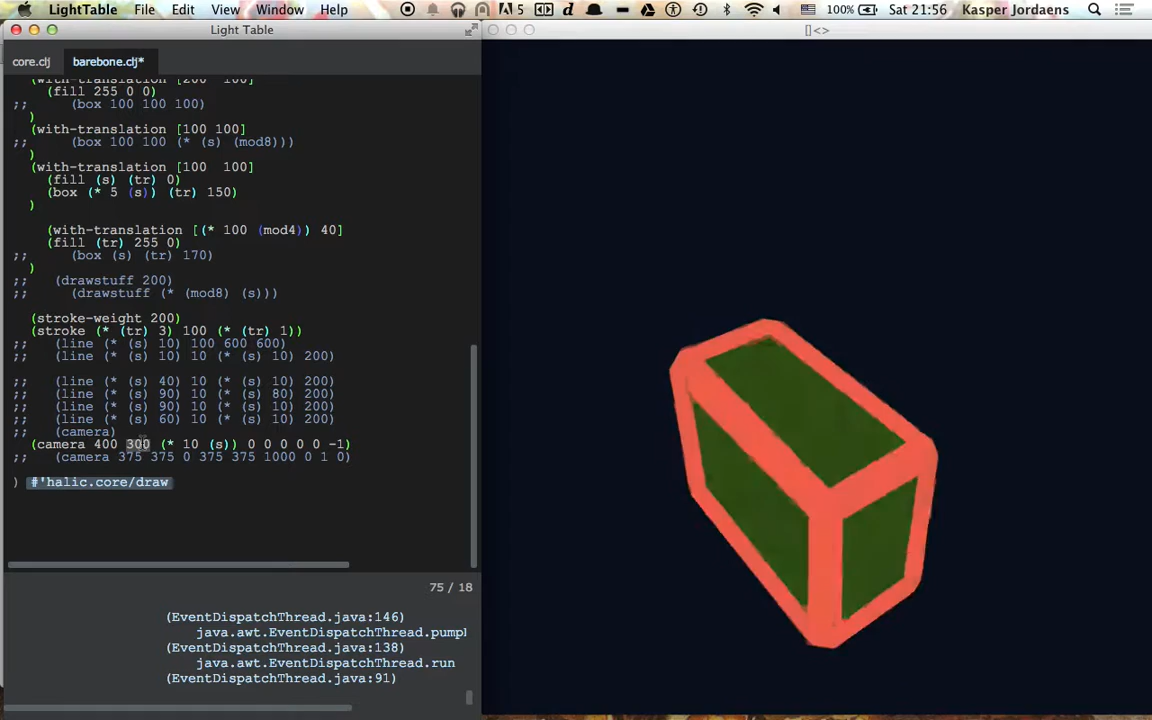 LightTable File Edit View Window Help 5 100% Sat 21:56 Kasper Jordaens
Light Table
[]<>
core.clj barebone.clj*
(with-translation [200 100]
(fill 255 0 0)
;; (box 100 100 100)
)
(with-translation [100 100]
;; (box 100 100 (* (s) (mod8)))
)
(with-translation [100 100]
(fill (s) (tr) 0)
(box (* 5 (s)) (tr) 150)
)
(with-translation [(* 100 (mod4)) 40]
(fill (tr) 255 0)
;; (box (s) (tr) 170)
)
;; (drawstuff 200)
;; (drawstuff (* (mod8) (s)))
(stroke-weight 200)
(stroke (* (tr) 3) 100 (* (tr) 1))
;; (line (* (s) 10) 100 600 600)
;; (line (* (s) 10) 10 (* (s) 10) 200)
;; (line (* (s) 40) 10 (* (s) 10) 200)
;; (line (* (s) 90) 10 (* (s) 80) 200)
;; (line (* (s) 90) 10 (* (s) 10) 200)
;; (line (* (s) 60) 10 (* (s) 10) 200)
;; (camera)
(camera 400 300 (* 10 (s)) 0 0 0 0 0 -1)
;; (camera 375 375 0 375 375 1000 0 1 0)
) #'halic.core/draw
75 / 18
(EventDispatchThread.java:146)
java.awt.EventDispatchThread.pump
(EventDispatchThread.java:138)
java.awt.EventDispatchThread.run
(EventDispatchThread.java:91)